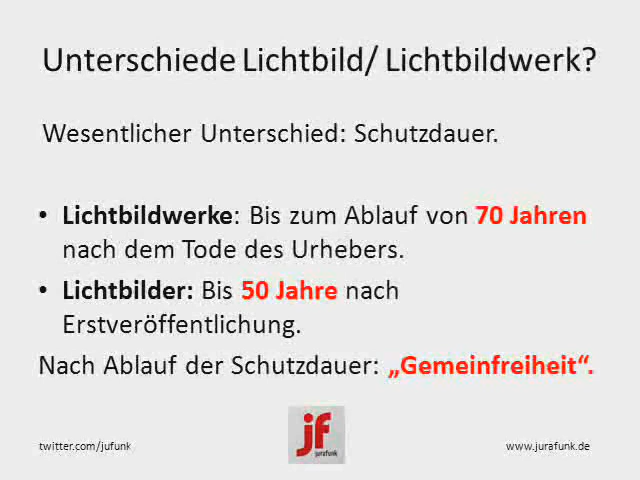 Unterschiede Lichtbild/ Lichtbildwerk?
Wesentlicher Unterschied: Schutzdauer.
• Lichtbildwerke: Bis zum Ablauf von 70 Jahren
nach dem Tode des Urhebers.
• Lichtbilder: Bis 50 Jahre nach
Erstveröffentlichung.
Nach Ablauf der Schutzdauer: „Gemeinfreiheit“.
twitter.com/jufunk
jf
jurafunk
www.jurafunk.de